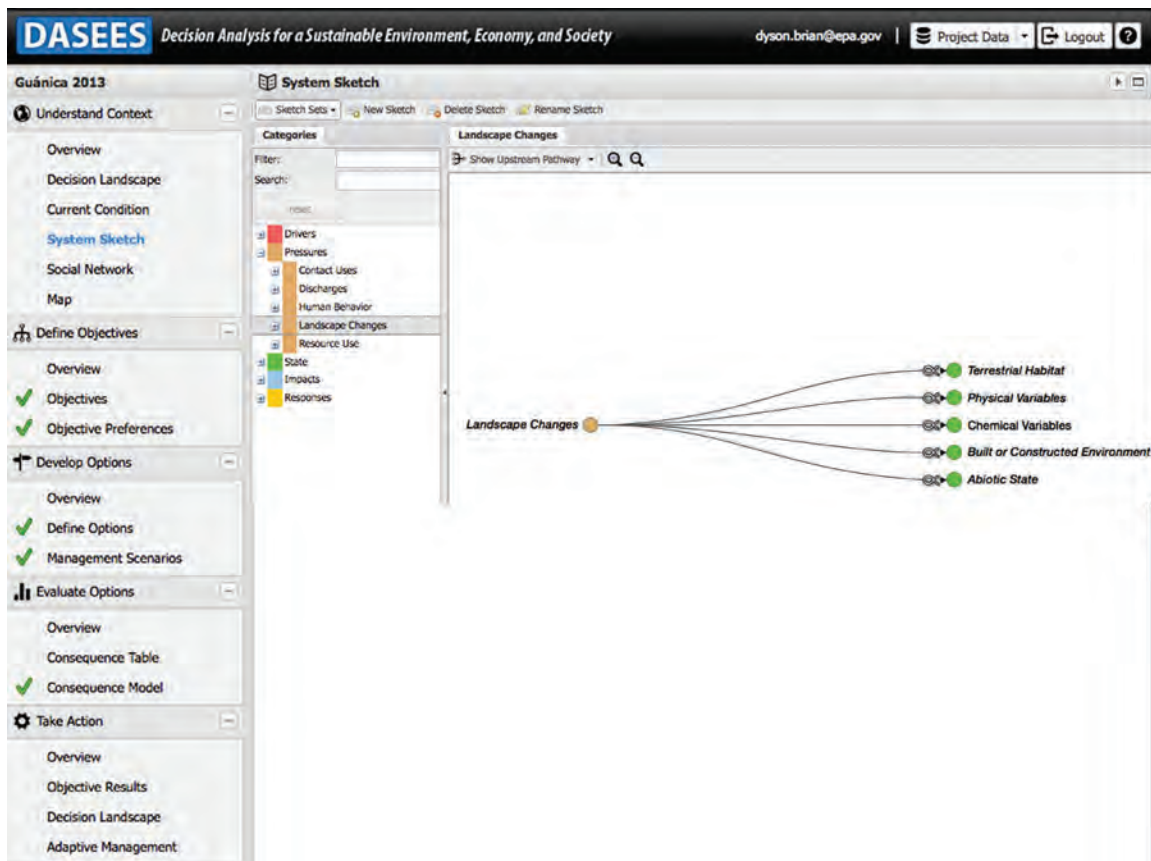 DASEES Decision Analysis for a Sustainable Environment, Economy, and Society dyson.brian@epa.gov | Project Data Logout ?
Guánica 2013
Understand Context
Overview
Decision Landscape
Current Condition
System Sketch
Social Network
Map
Define Objectives
Overview
Objectives
Objective Preferences
Develop Options
Overview
Define Options
Management Scenarios
Evaluate Options
Overview
Consequence Table
Consequence Model
Take Action
Overview
Objective Results
Decision Landscape
Adaptive Management
System Sketch
Sketch Sets New Sketch Delete Sketch Rename Sketch
Categories
Filter:
Search:
reset
Drivers
Pressures
Contact Uses
Discharges
Human Behavior
Landscape Changes
Resource Use
State
Impacts
Responses
Landscape Changes
Show Upstream Pathway
Landscape Changes
Terrestrial Habitat
Physical Variables
Chemical Variables
Built or Constructed Environment
Abiotic State